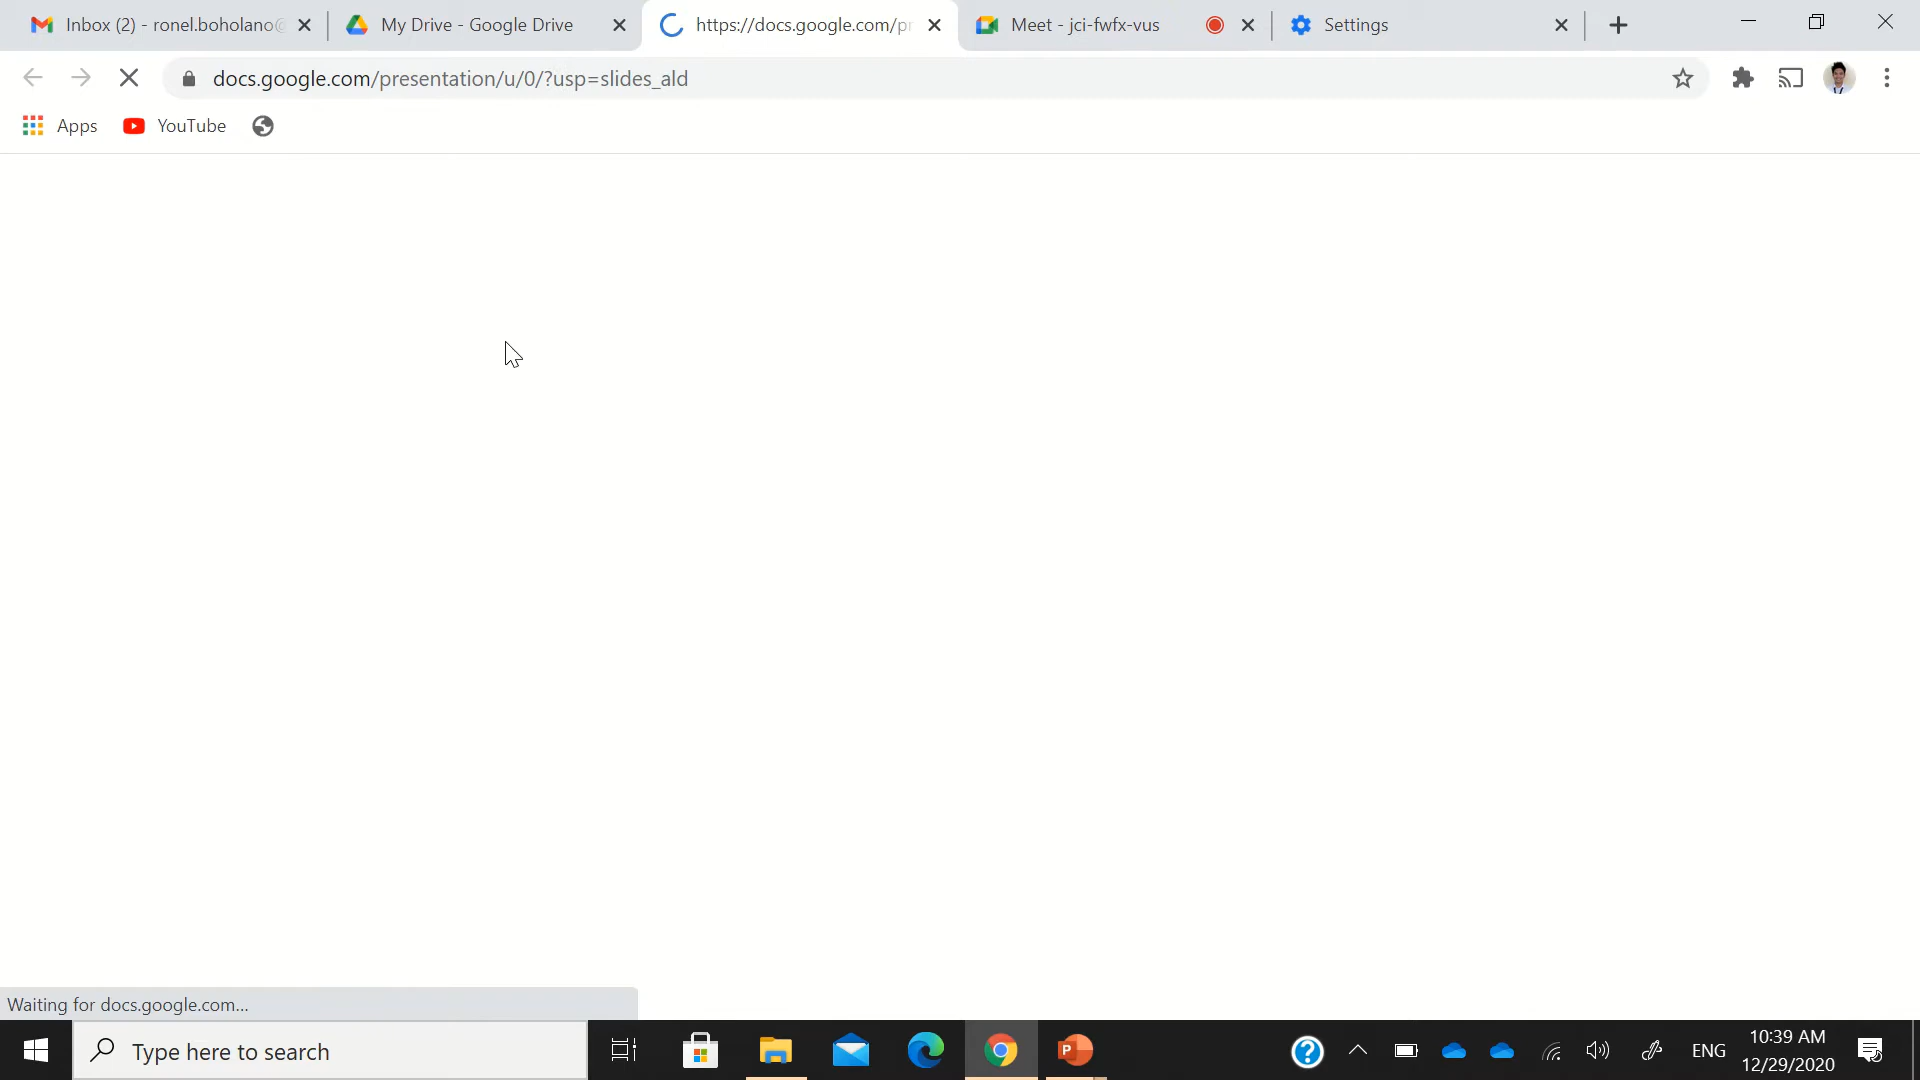 Inbox (2) - ronel.boholano@
My Drive - Google Drive
https://docs.google.com/pr
Meet - jci-fwfx-vus
Settings
docs.google.com/presentation/u/0/?usp=slides_ald
Apps
YouTube
Waiting for docs.google.com...
Type here to search
P
ENG
10:39 AM
12/29/2020